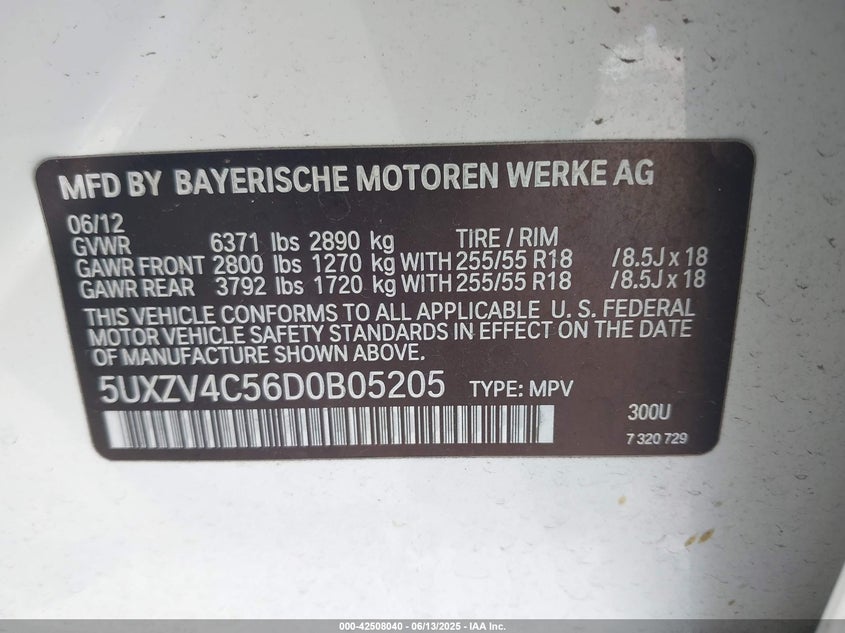 MFD BY BAYERISCHE MOTOREN WERKE AG
06/12
GVWR 6371 lbs 2890 kg TIRE / RIM
GAWR FRONT 2800 lbs 1270 kg WITH 255/55 R18 /8.5J x 18
GAWR REAR 3792 lbs 1720 kg WITH 255/55 R18 /8.5J x 18
THIS VEHICLE CONFORMS TO ALL APPLICABLE U. S. FEDERAL
MOTOR VEHICLE SAFETY STANDARDS IN EFFECT ON THE DATE
OF MANUFACTURE SHOWN ABOVE.
5UXZV4C56D0B05205 TYPE: MPV
300U
7 320 729
000-42508040 - 06/13/2025 - IAA Inc.